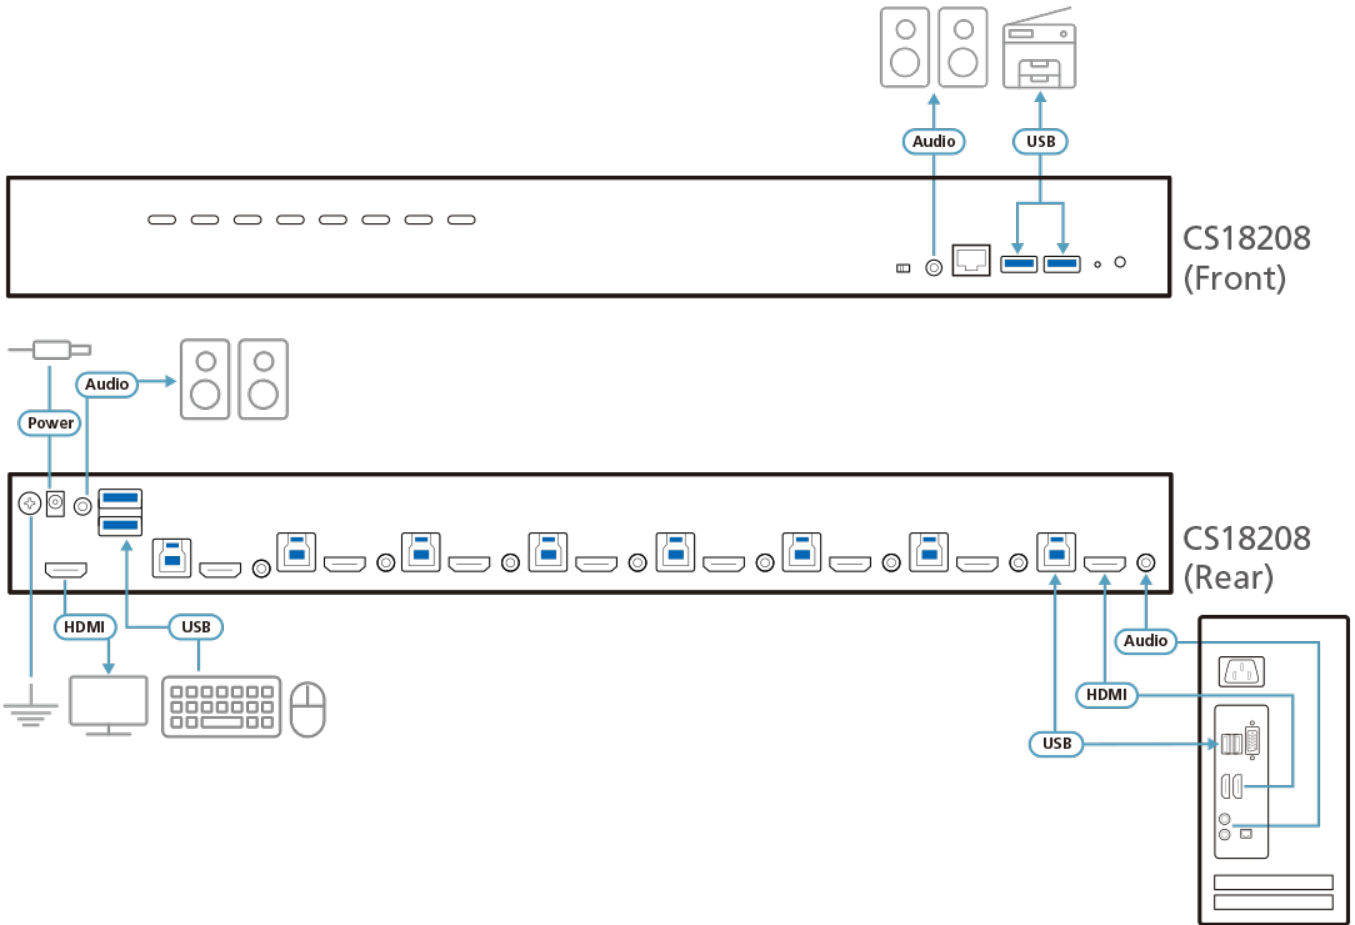 Audio
USB
CS18208
(Front)
Audio
Power
CS18208
(Rear)
HDMI
USB
Audio
HDMI
USB